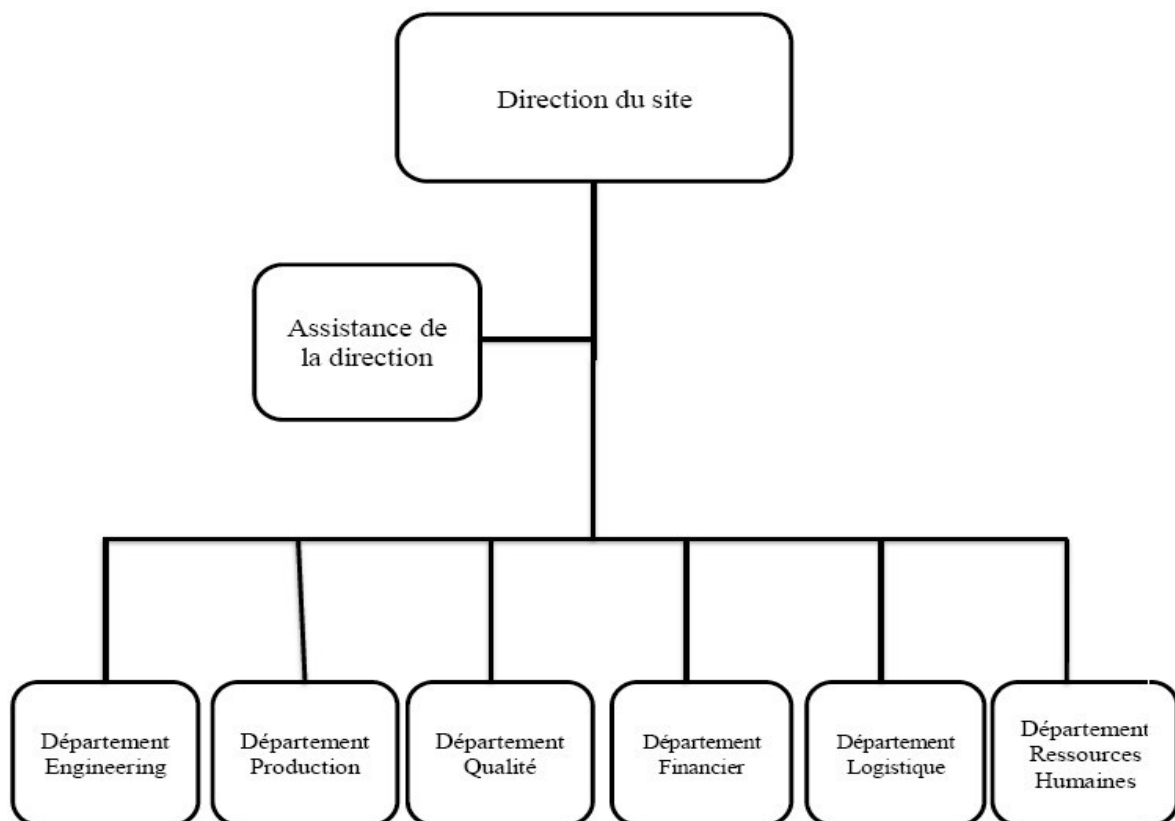 Direction du site
Assistance de
la direction
Département
Engineering
Département
Production
Département
Qualité
Département
Financier
Département
Logistique
Département
Ressources
Humaines